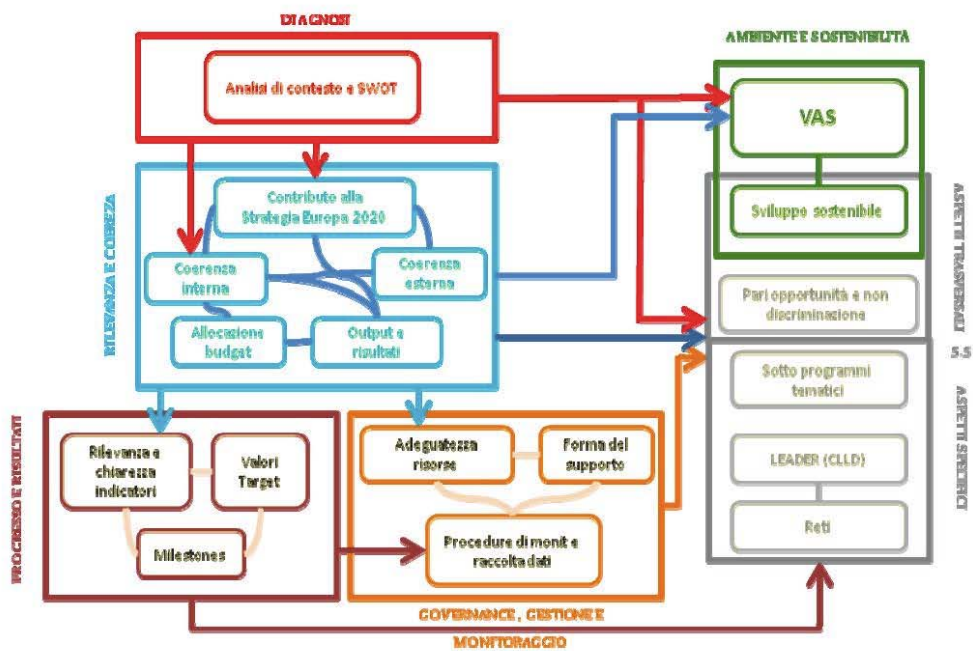 DIAGNOSI
Analisi di contesto e SWOT
AMBIENTE E SOSTENIBILITÀ
VAS
Sviluppo sostenibile
RILEVANZA E COEREZA
Contributo alla
Strategia Europa 2020
Coerenza
interna
Coerenza
esterna
Allocazione
budget
Output e
risultati
ASPETTI TRASVERSALI
Pari opportunità e non
discriminazione
5.5
ASPETTI SPECIFICI
Sotto programmi
tematici
LEADER (CLLD)
Reti
PROGRESSO E RISULTATI
Rilevanza e
chiarezza
indicatori
Valori
Target
Milestones
Adeguatezza
risorse
Forma del
supporto
Procedure di monit e
raccolta dati
GOVERNANCE, GESTIONE E
MONITORAGGIO